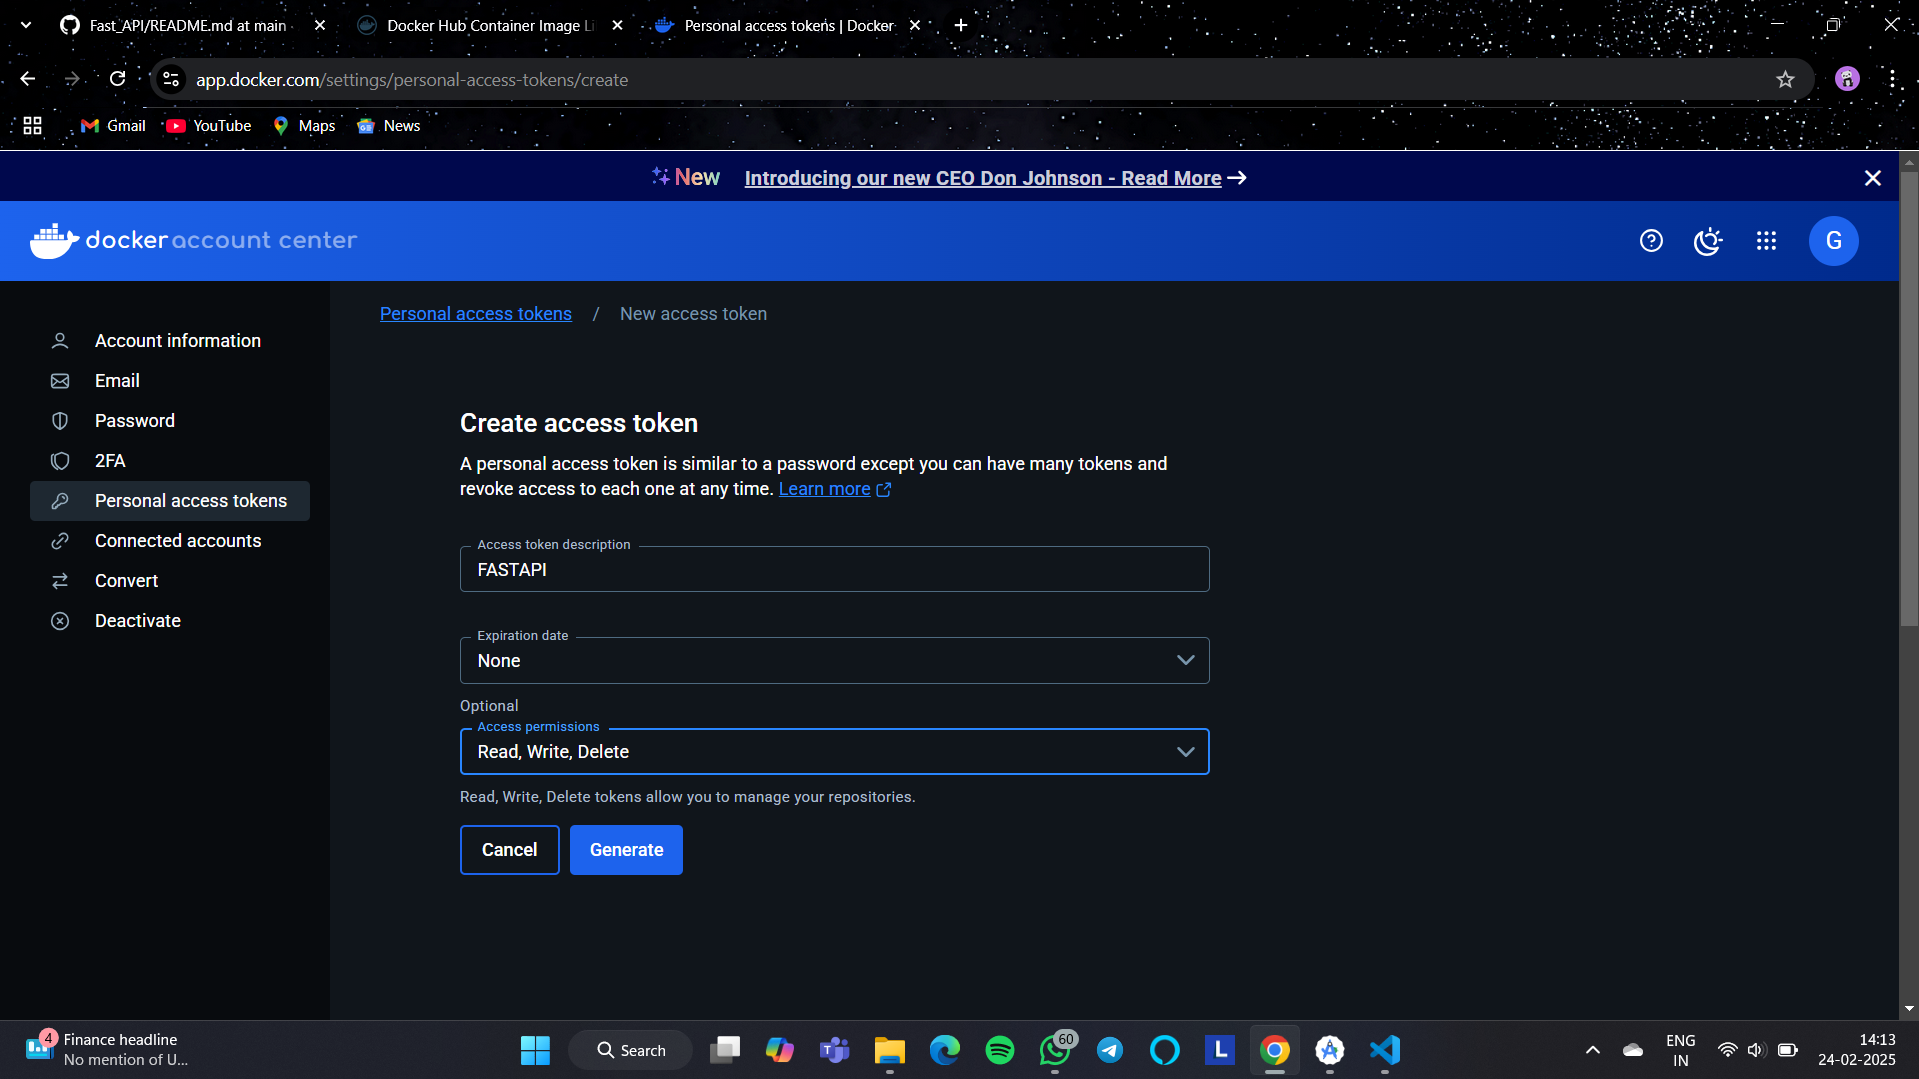 Fast_API/README.md at main
Docker Hub Container Image Li
Personal access tokens | Docker
app.docker.com/settings/personal-access-tokens/create
Gmail
YouTube
Maps
News
New
Introducing our new CEO Don Johnson - Read More
docker account center
G
Account information
Email
Password
2FA
Personal access tokens
Connected accounts
Convert
Deactivate
Personal access tokens / New access token
Create access token
A personal access token is similar to a password except you can have many tokens and
revoke access to each one at any time. Learn more
Access token description
FASTAPI
Expiration date
None
Optional
Access permissions
Read, Write, Delete
Read, Write, Delete tokens allow you to manage your repositories.
Cancel
Generate
4
Finance headline
No mention of U...
Search
60
L
ENG
IN
14:13
24-02-2025